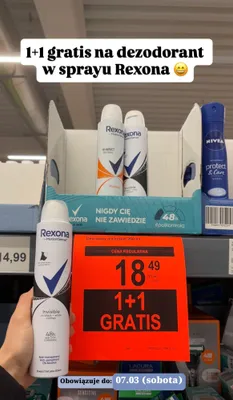 1+1 gratis na dezodorant
w sprayu Rexona 😄
Rexona
Rexona
NIVEA
protect
& Care
NIGDY CIĘ
NIE ZAWIEDZIE
48h
14,99
Rexona
CENA REGULARNA
18 49
1+1
GRATIS
invisible
Obowiązuje do: 07.03 (sobota)